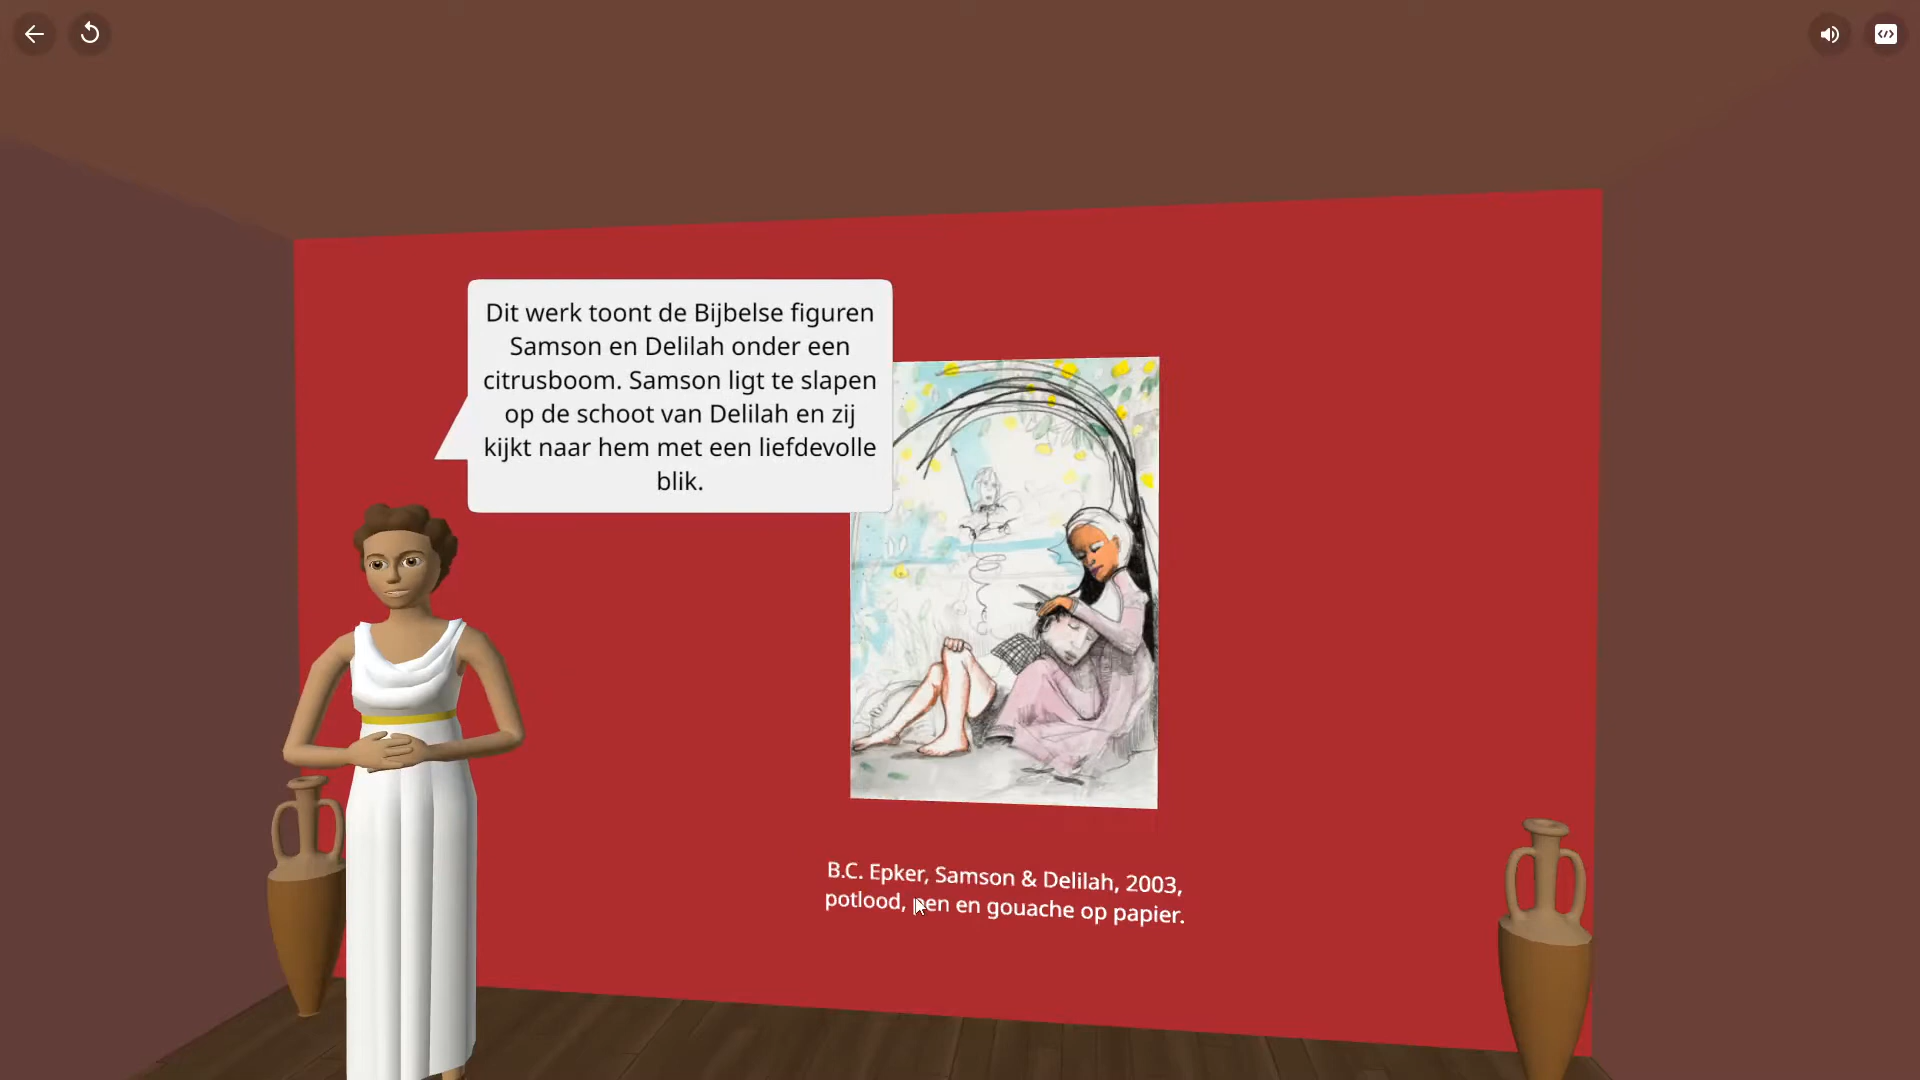 Dit werk toont de Bijbelse figuren
Samson en Delilah onder een
citrusboom. Samson ligt te slapen
op de schoot van Delilah en zij
kijkt naar hem met een liefdevolle
blik.
B.C. Epker, Samson & Delilah, 2003,
potlood, pen en gouache op papier.